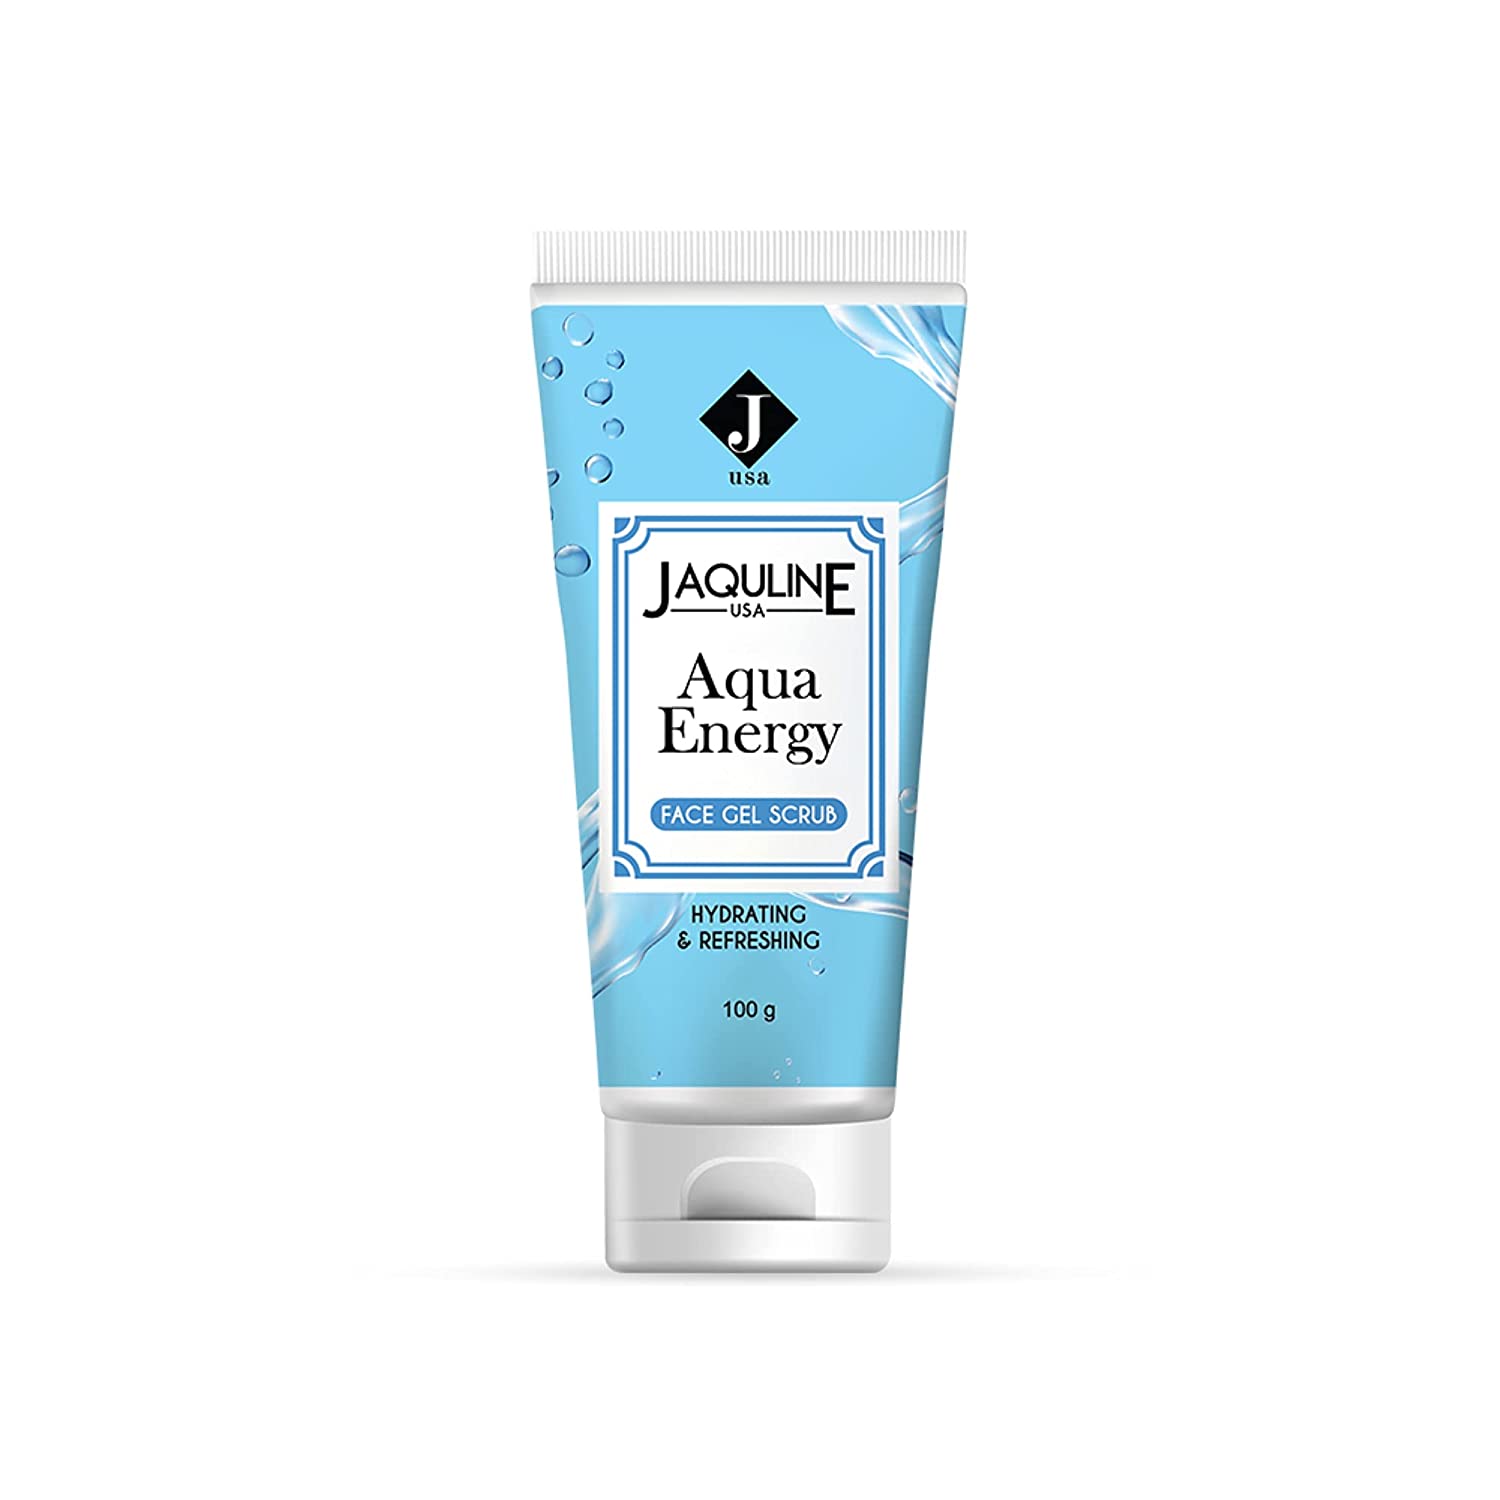 J
usa
JAQULINE
USA
Aqua
Energy
FACE GEL SCRUB
HYDRATING
& REFRESHING
100 g